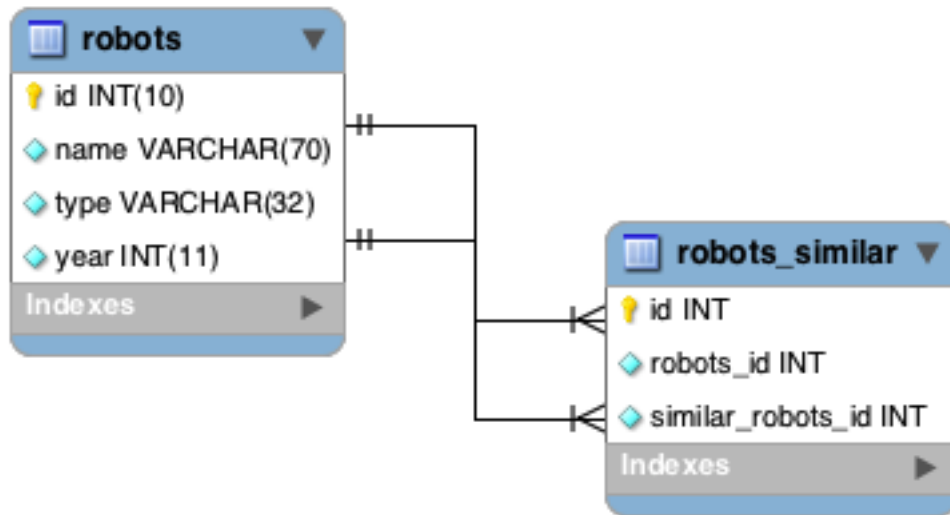 robots
id INT(10)
name VARCHAR(70)
type VARCHAR(32)
year INT(11)
Indexes
robots_similar
id INT
robots_id INT
similar_robots_id INT
Indexes